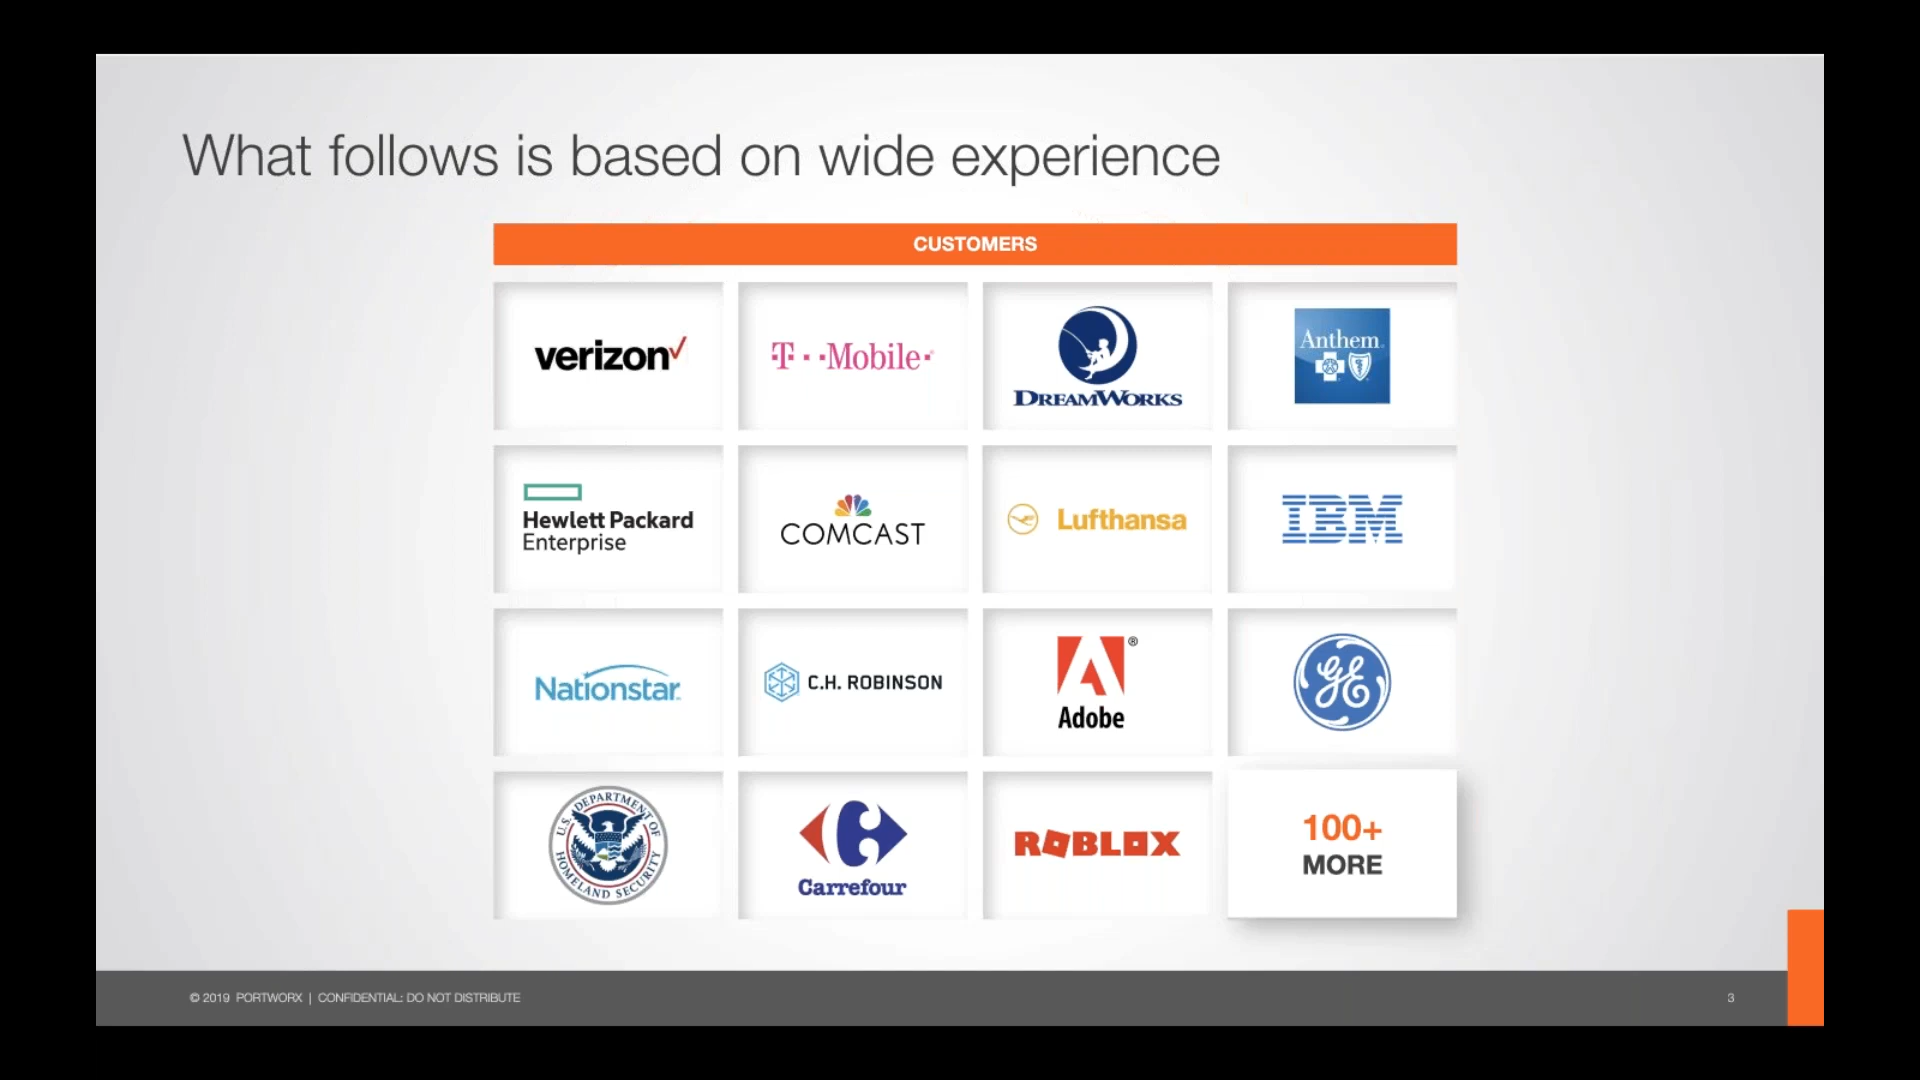 What follows is based on wide experience
CUSTOMERS
verizon
T··Mobile·
DREAMWORKS
Anthem
Hewlett Packard
Enterprise
COMCAST
Lufthansa
IBM
Nationstar
C.H. ROBINSON
Adobe
GE
U.S. DEPARTMENT OF
HOMELAND SECURITY
Carrefour
ROBLOX
100+
MORE
© 2019 PORTWORX | CONFIDENTIAL: DO NOT DISTRIBUTE
3